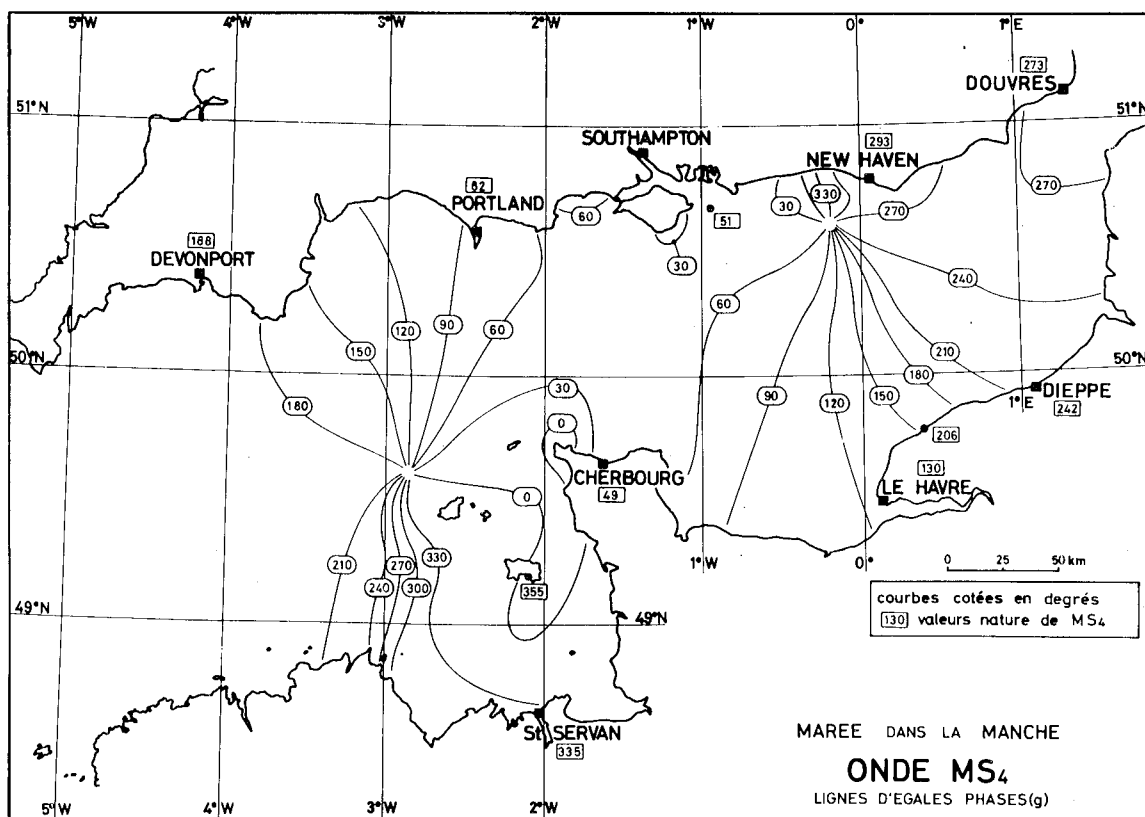 5°W 4°W 3°W 2°W 1°W 0° 1°E
273
DOUVRES
51°N 51°N
SOUTHAMPTON
293
NEW HAVEN
82
PORTLAND
60
51
30
330
270
270
30
188
DEVONPORT
240
60
120
90
60
150
50°N 50°N
210
180
30
180
90
120
150
DIEPPE
1°E
242
0
206
CHERBOURG
49
130
LE HAVRE
0
210
270
330
240
300
355
1°W 0°
0 25 50 km
courbes cotées en degrés
130 valeurs nature de MS4
49°N 49°N
St SERVAN
335
MAREE DANS LA MANCHE
ONDE MS4
LIGNES D'EGALES PHASES(g)
5°W 4°W 3°W 2°W